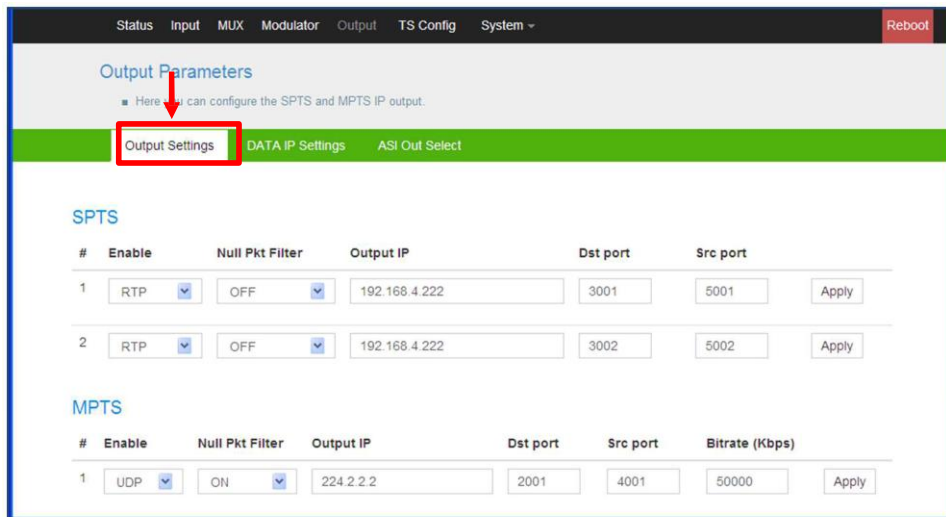 Status Input MUX Modulator Output TS Config System Reboot
Output Parameters
Here you can configure the SPTS and MPTS IP output.
Output Settings DATA IP Settings ASI Out Select
SPTS
# Enable Null Pkt Filter Output IP Dst port Src port
1 RTP OFF 192.168.4.222 3001 5001 Apply
2 RTP OFF 192.168.4.222 3002 5002 Apply
MPTS
# Enable Null Pkt Filter Output IP Dst port Src port Bitrate (Kbps)
1 UDP ON 224.2.2.2 2001 4001 50000 Apply